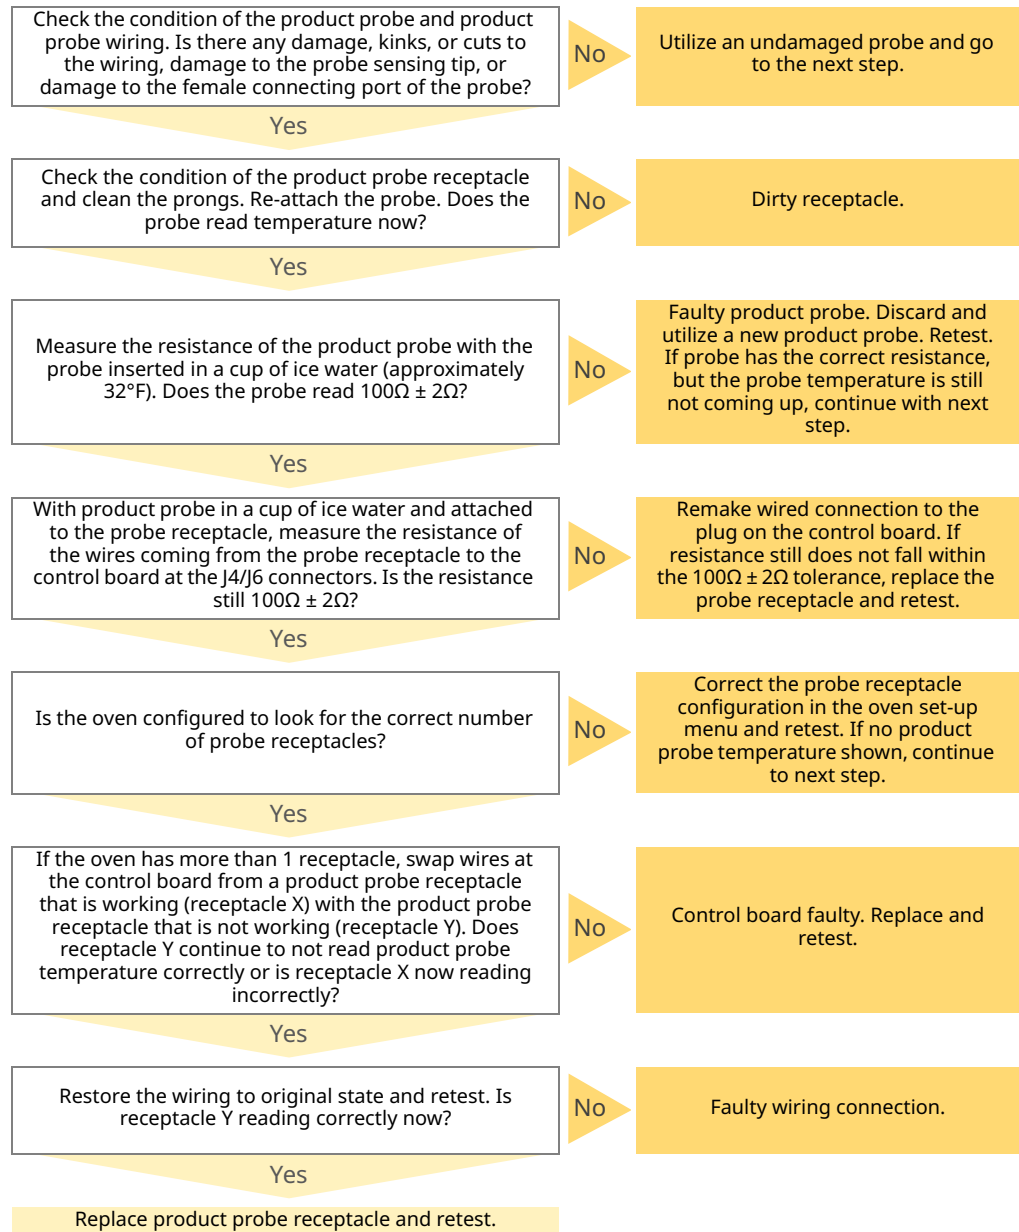 Check the condition of the product probe and product
probe wiring. Is there any damage, kinks, or cuts to
the wiring, damage to the probe sensing tip, or
damage to the female connecting port of the probe?
No
Utilize an undamaged probe and go
to the next step.
Yes
Check the condition of the product probe receptacle
and clean the prongs. Re-attach the probe. Does the
probe read temperature now?
No
Dirty receptacle.
Yes
Measure the resistance of the product probe with the
probe inserted in a cup of ice water (approximately
32°F). Does the probe read 100Ω ± 2Ω?
No
Faulty product probe. Discard and
utilize a new product probe. Retest.
If probe has the correct resistance,
but the probe temperature is still
not coming up, continue with next
step.
Yes
With product probe in a cup of ice water and attached
to the probe receptacle, measure the resistance of
the wires coming from the probe receptacle to the
control board at the J4/J6 connectors. Is the resistance
still 100Ω ± 2Ω?
No
Remake wired connection to the
plug on the control board. If
resistance still does not fall within
the 100Ω ± 2Ω tolerance, replace the
probe receptacle and retest.
Yes
Is the oven configured to look for the correct number
of probe receptacles?
No
Correct the probe receptacle
configuration in the oven set-up
menu and retest. If no product
probe temperature shown, continue
to next step.
Yes
If the oven has more than 1 receptacle, swap wires at
the control board from a product probe receptacle
that is working (receptacle X) with the product probe
receptacle that is not working (receptacle Y). Does
receptacle Y continue to not read product probe
temperature correctly or is receptacle X now reading
incorrectly?
No
Control board faulty. Replace and
retest.
Yes
Restore the wiring to original state and retest. Is
receptacle Y reading correctly now?
No
Faulty wiring connection.
Yes
Replace product probe receptacle and retest.